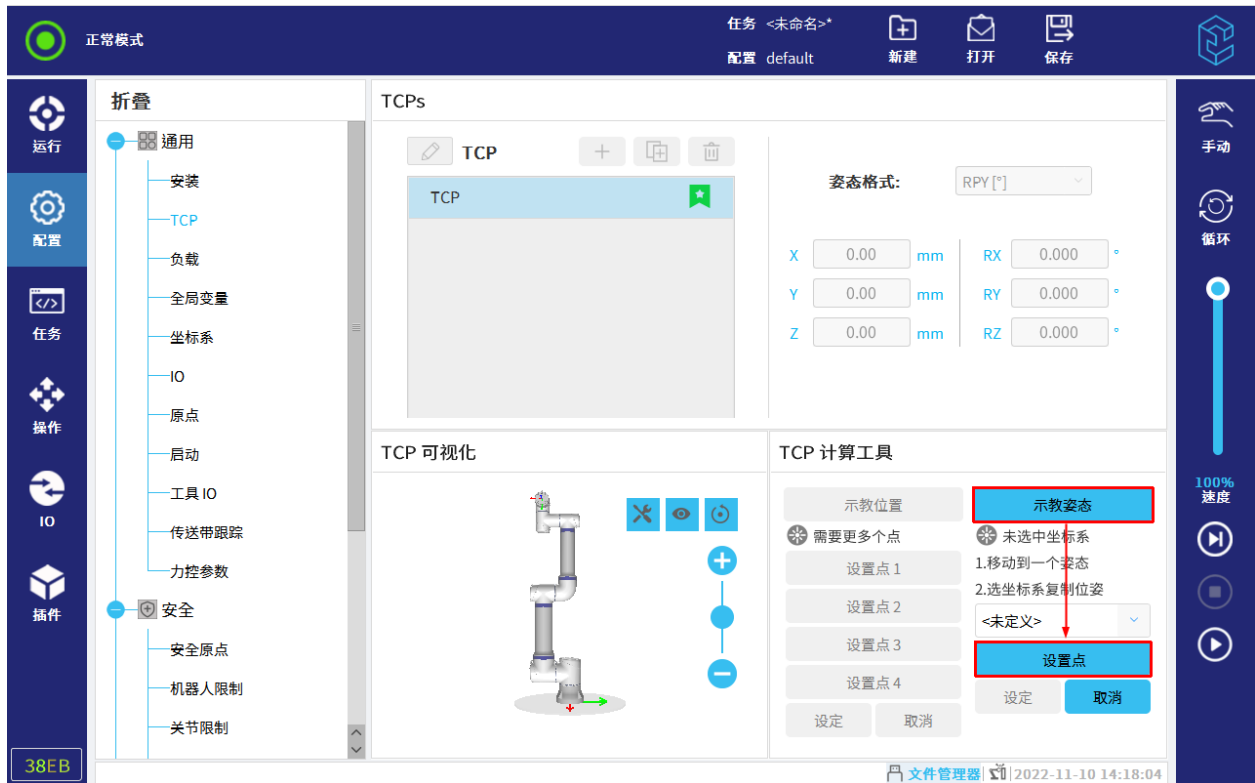 正常模式
任务 <未命名>*
配置 default
新建
打开
保存
运行
配置
任务
操作
IO
插件
38EB
折叠
通用
安装
TCP
负载
全局变量
坐标系
IO
原点
启动
工具 IO
传送带跟踪
力控参数
安全
安全原点
机器人限制
关节限制
TCPs
TCP
TCP
姿态格式: RPY [°]
X 0.00 mm RX 0.000 °
Y 0.00 mm RY 0.000 °
Z 0.00 mm RZ 0.000 °
TCP 可视化
TCP 计算工具
示教位置
需要更多个点
设置点 1
设置点 2
设置点 3
设置点 4
设定 取消
示教姿态
未选中坐标系
1.移动到一个姿态
2.选坐标系复制位姿
<未定义>
设置点
设定 取消
手动
循环
100%
速度
文件管理器 2022-11-10 14:18:04